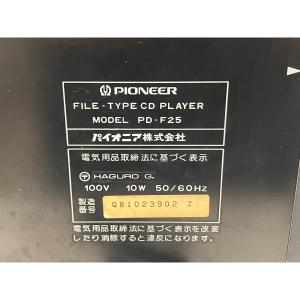 PIONEER
FILE-TYPE CD PLAYER
MODEL PD-F25
パイオニア株式会社
電気用品取締法に基づく表示
HAGURO G.
100V 10W 50/60Hz
製造番号 QB1023902 Z
電気用品取締法に基づく表示を改変
したり消除すると違反になります。